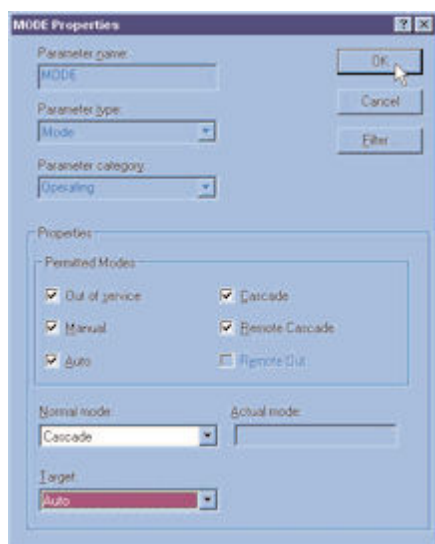 MODE Properties
Parameter name:
MODE
OK
Parameter type:
Cancel
Mode
Filter...
Parameter category:
Operating
Properties
Permitted Modes
Out of service
Cascade
Manual
Remote Cascade
Auto
Remote Out
Normal mode:
Actual mode:
Cascade
Target:
Auto